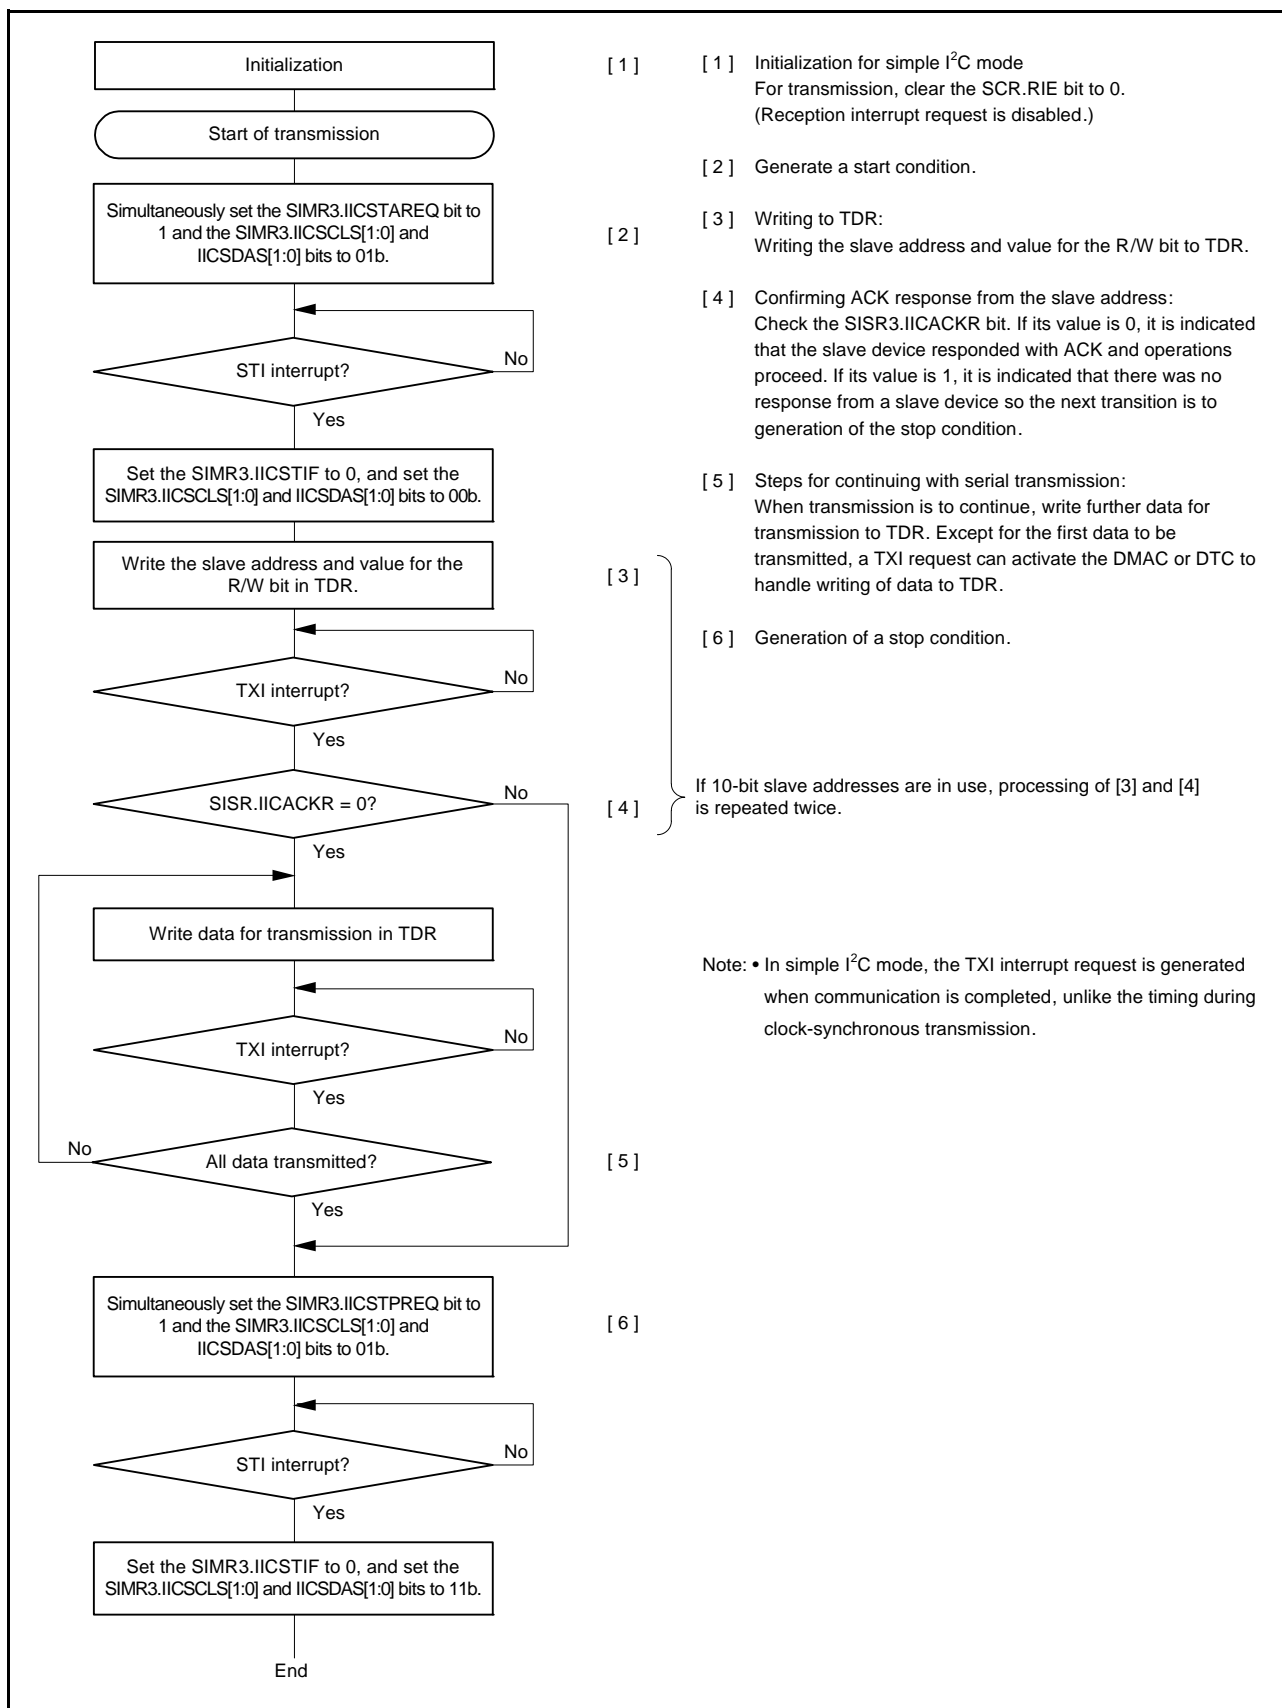 Initialization
[ 1 ]
Start of transmission
Simultaneously set the SIMR3.IICSTAREQ bit to
1 and the SIMR3.IICSCLS[1:0] and
IICSDAS[1:0] bits to 01b.
[ 2 ]
STI interrupt?
No
Yes
Set the SIMR3.IICSTIF to 0, and set the
SIMR3.IICSCLS[1:0] and IICSDAS[1:0] bits to 00b.
Write the slave address and value for the
R/W bit in TDR.
[ 3 ]
TXI interrupt?
No
Yes
SISR.IICACKR = 0?
No
[ 4 ]
Yes
Write data for transmission in TDR
TXI interrupt?
No
Yes
No
All data transmitted?
[ 5 ]
Yes
Simultaneously set the SIMR3.IICSTPREQ bit to
1 and the SIMR3.IICSCLS[1:0] and
IICSDAS[1:0] bits to 01b.
[ 6 ]
STI interrupt?
No
Yes
Set the SIMR3.IICSTIF to 0, and set the
SIMR3.IICSCLS[1:0] and IICSDAS[1:0] bits to 11b.
End
[ 1 ] Initialization for simple I²C mode
For transmission, clear the SCR.RIE bit to 0.
(Reception interrupt request is disabled.)
[ 2 ] Generate a start condition.
[ 3 ] Writing to TDR:
Writing the slave address and value for the R/W bit to TDR.
[ 4 ] Confirming ACK response from the slave address:
Check the SISR3.IICACKR bit. If its value is 0, it is indicated
that the slave device responded with ACK and operations
proceed. If its value is 1, it is indicated that there was no
response from a slave device so the next transition is to
generation of the stop condition.
[ 5 ] Steps for continuing with serial transmission:
When transmission is to continue, write further data for
transmission to TDR. Except for the first data to be
transmitted, a TXI request can activate the DMAC or DTC to
handle writing of data to TDR.
[ 6 ] Generation of a stop condition.
If 10-bit slave addresses are in use, processing of [3] and [4]
is repeated twice.
Note: • In simple I²C mode, the TXI interrupt request is generated
when communication is completed, unlike the timing during
clock-synchronous transmission.